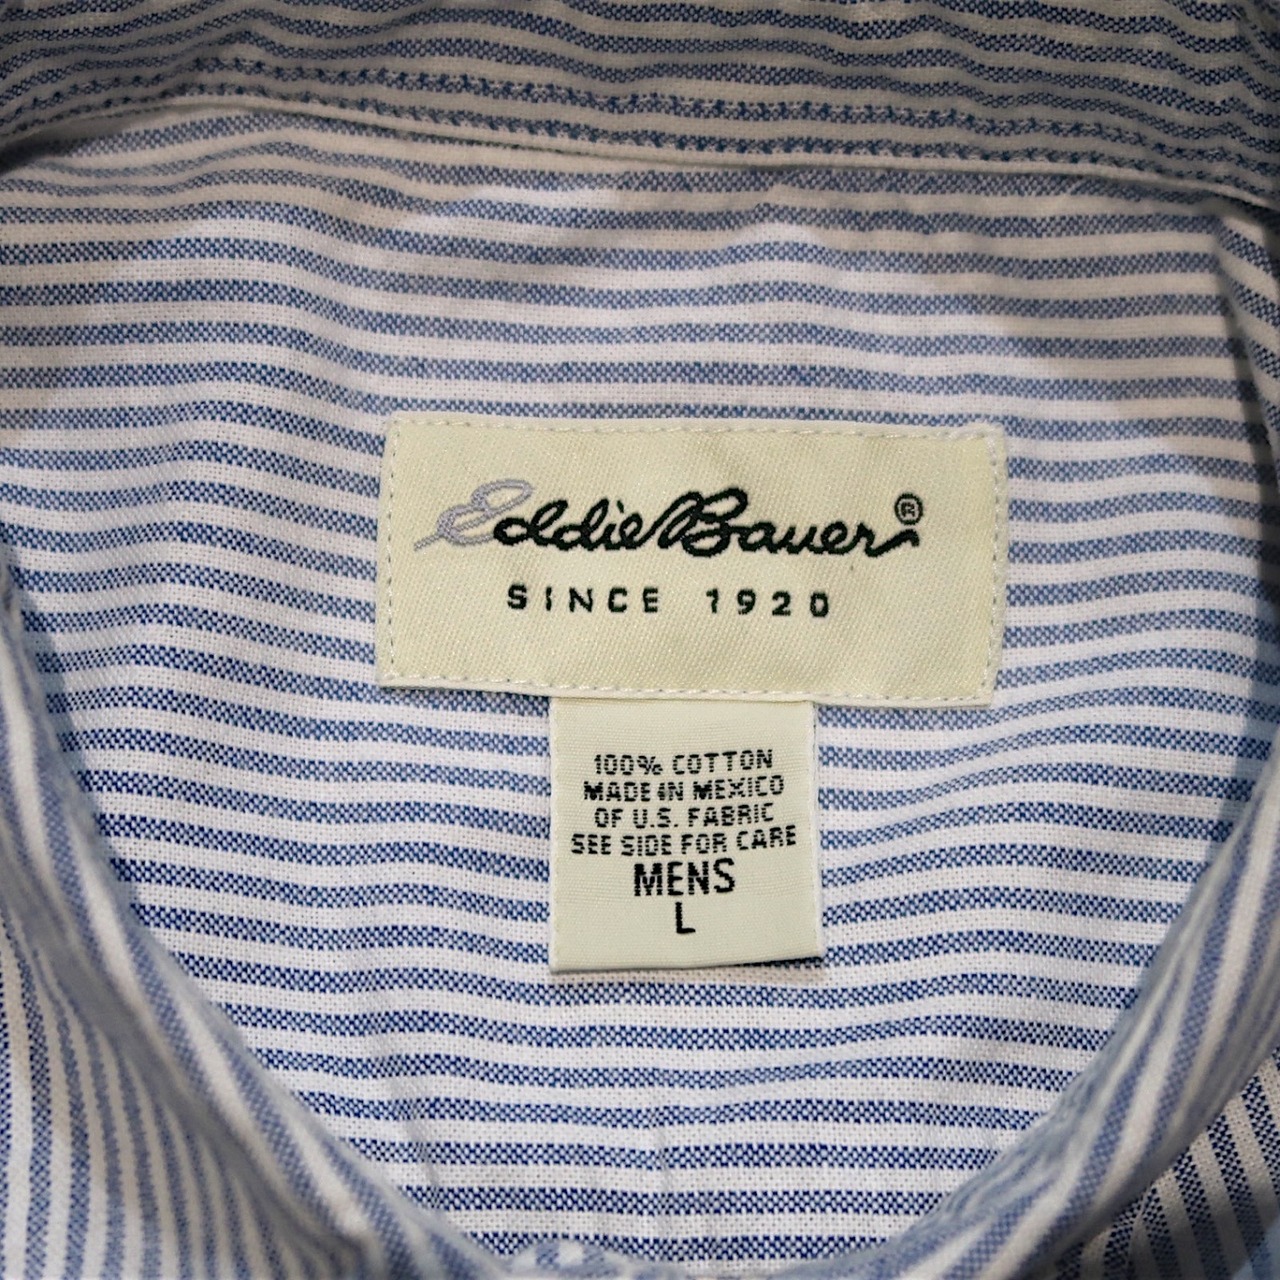 Eddie Bauer®
SINCE 1920
100% COTTON
MADE IN MEXICO
OF U.S. FABRIC
SEE SIDE FOR CARE
MENS
L